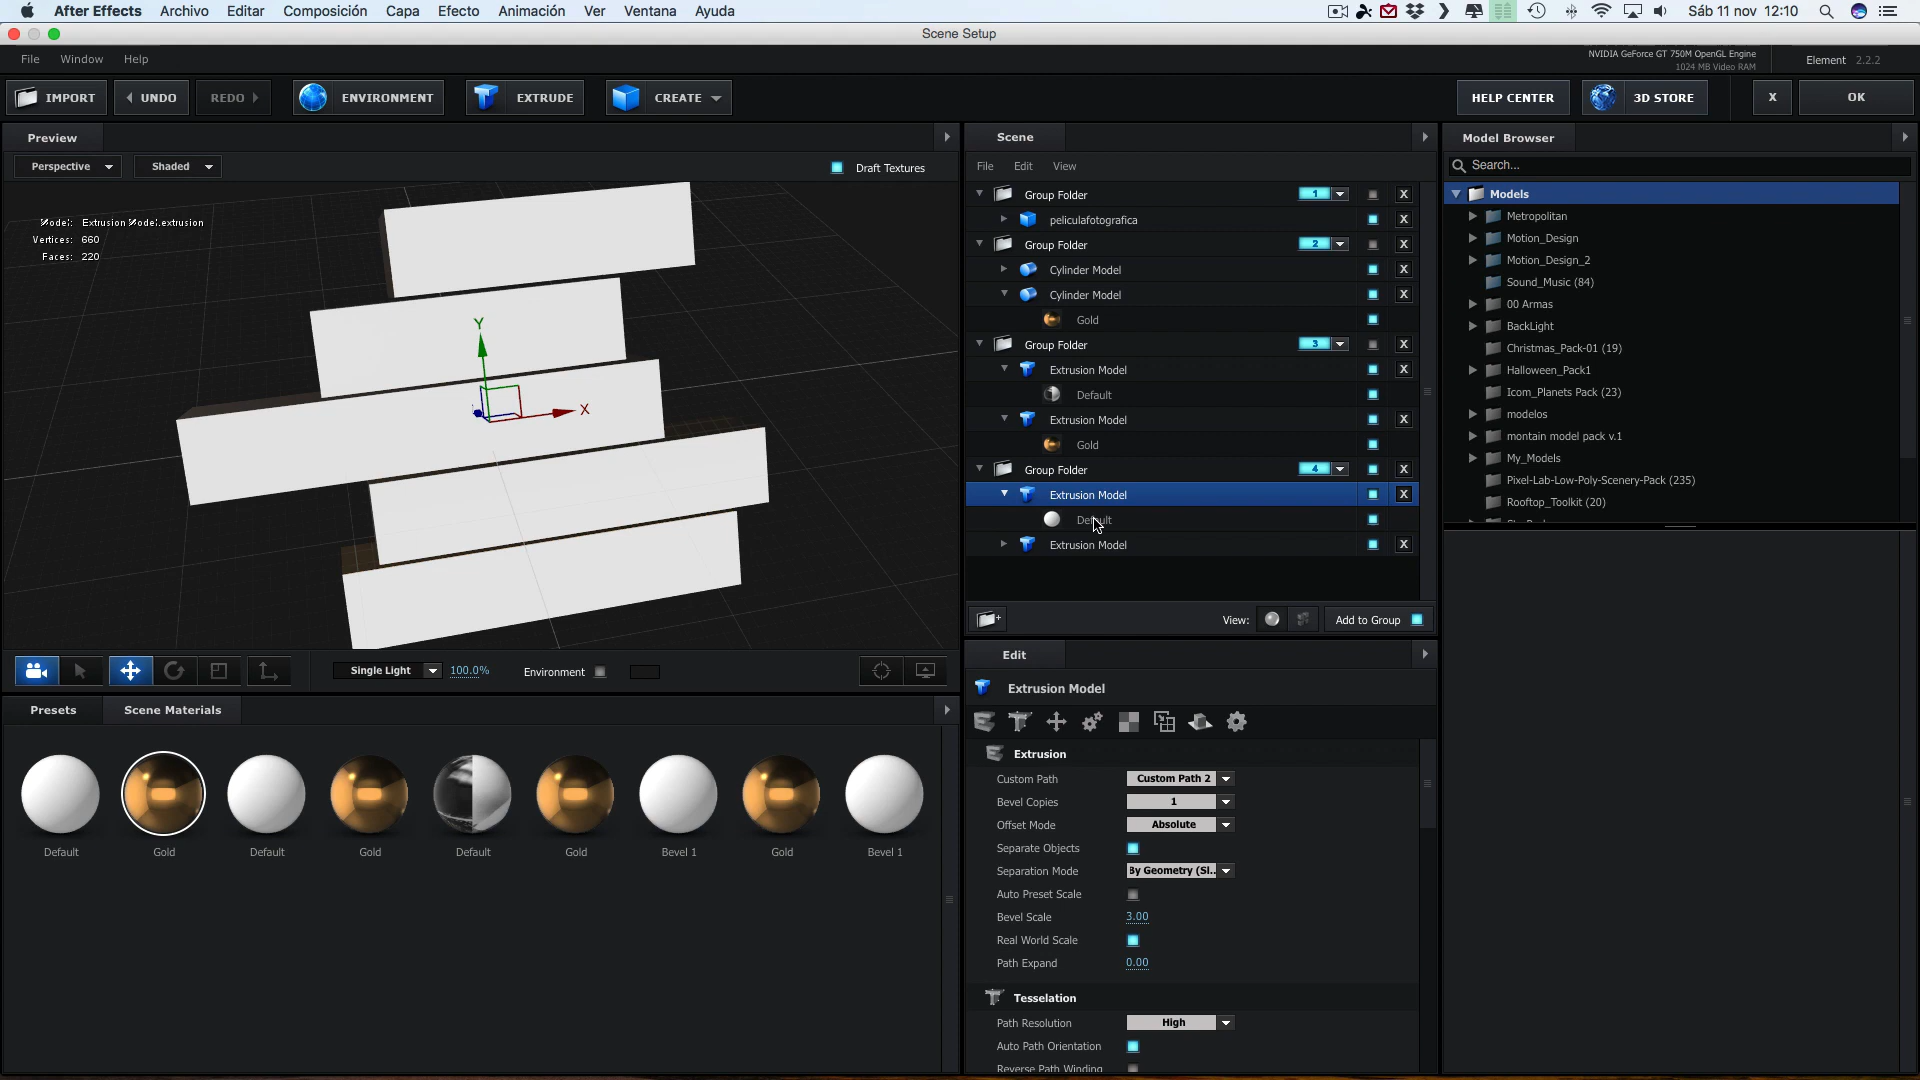 After Effects Archivo Editar Composición Capa Efecto Animación Ver Ventana Ayuda Sáb 11 nov 12:10
Scene Setup
File Window Help
NVIDIA GeForce GT 750M OpenGL Engine
1024 MB Video RAM
Element 2.2.2
IMPORT UNDO REDO ENVIRONMENT EXTRUDE CREATE HELP CENTER 3D STORE X OK
Preview
Perspective Shaded Draft Textures
Model: Extrusion Model.extrusion
Vertices: 660
Faces: 220
Y
X
Single Light 100.0% Environment
Presets Scene Materials
Default Gold Default Gold Default Gold Bevel 1 Gold Bevel 1
Scene
File Edit View
Group Folder 1 X
peliculafotografica X
Group Folder 2 X
Cylinder Model X
Cylinder Model X
Gold
Group Folder 3 X
Extrusion Model X
Default
Extrusion Model X
Gold
Group Folder 4 X
Extrusion Model X
Default
Extrusion Model X
View: Add to Group
Edit
Extrusion Model
Extrusion
Custom Path Custom Path 2
Bevel Copies 1
Offset Mode Absolute
Separate Objects
Separation Mode By Geometry (Sl..
Auto Preset Scale
Bevel Scale 3.00
Real World Scale
Path Expand 0.00
Tesselation
Path Resolution High
Auto Path Orientation
Reverse Path Winding
Model Browser
Search...
Models
Metropolitan
Motion_Design
Motion_Design_2
Sound_Music (84)
00 Armas
BackLight
Christmas_Pack-01 (19)
Halloween_Pack1
Icom_Planets Pack (23)
modelos
montain model pack v.1
My_Models
Pixel-Lab-Low-Poly-Scenery-Pack (235)
Rooftop_Toolkit (20)